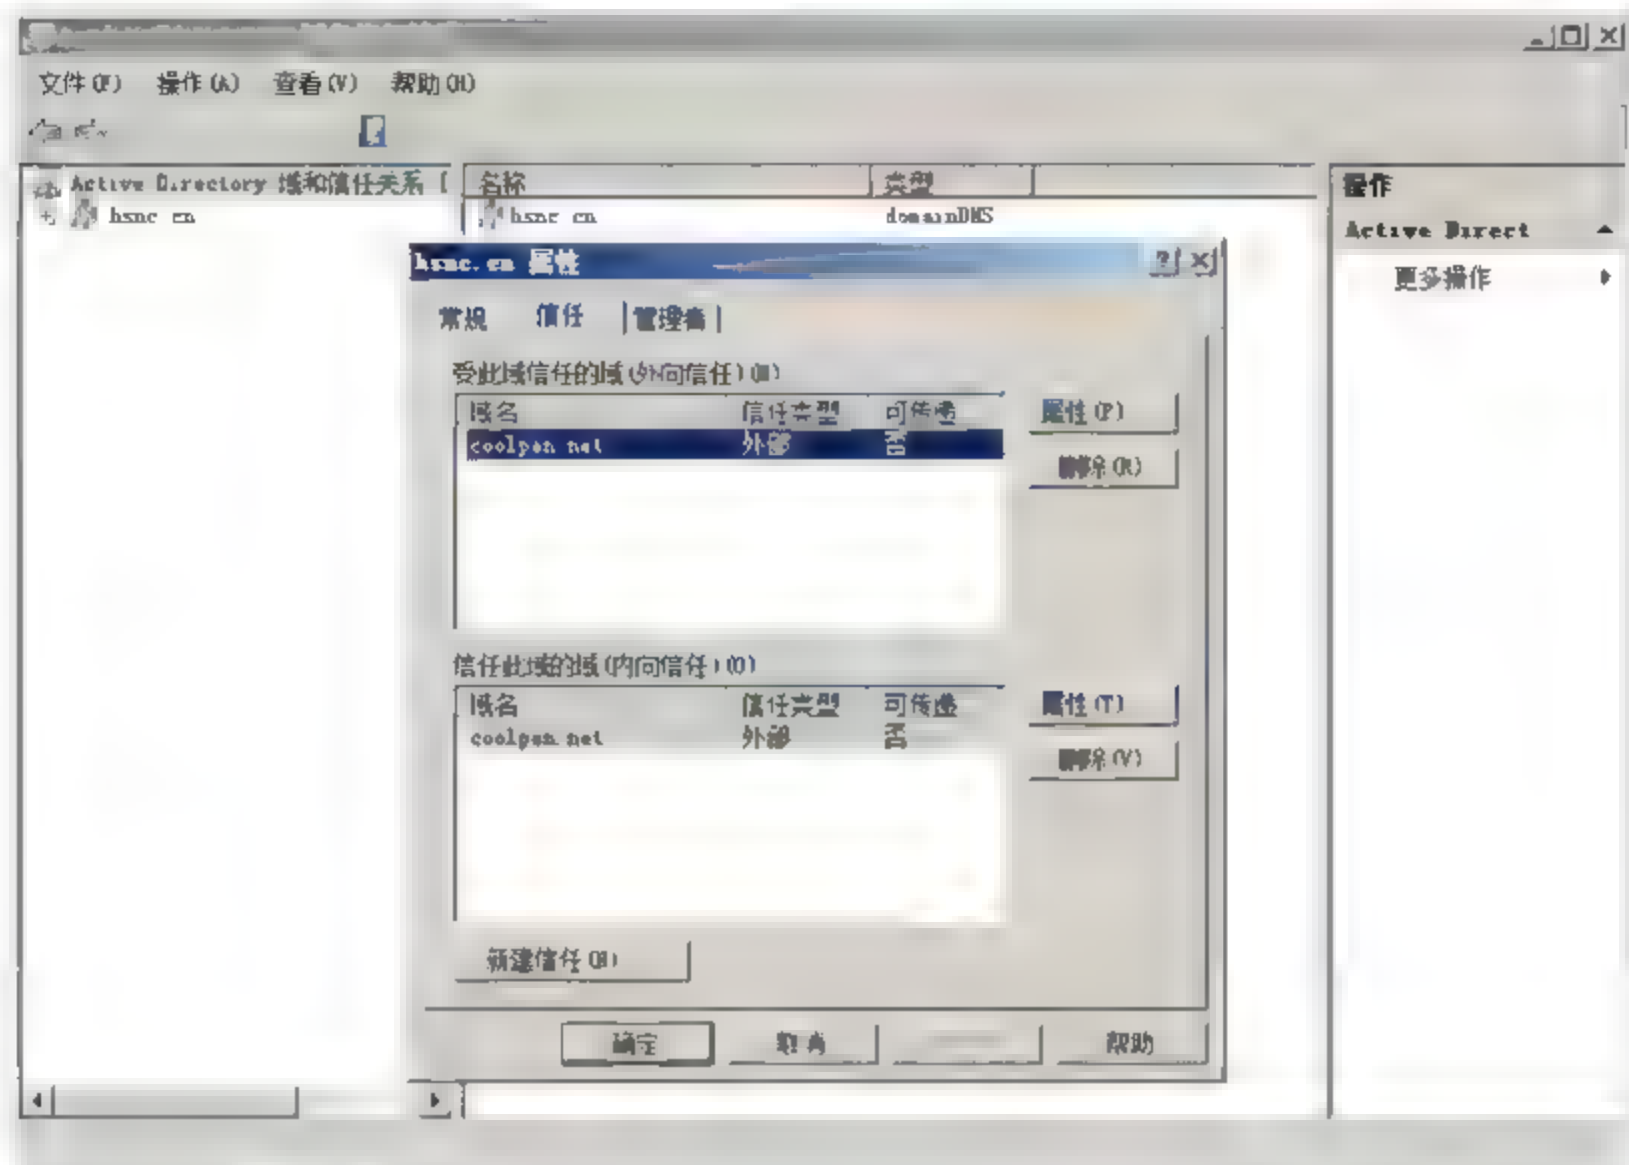 文件(F) 操作(A) 查看(V) 帮助(H)
Active Directory 域和信任关系 [
hsnc cn
名称 类型
hsnc cn domainDNS
操作
Active Direct
更多操作
hsnc.cn 属性
常规 信任 管理者
受此域信任的域(外向信任)(N)
域名 信任类型 可传递
coolpen net 外部 否
属性(P)
删除(R)
信任此域的域(内向信任)(O)
域名 信任类型 可传递
coolpen net 外部 否
属性(T)
删除(V)
新建信任(N)
确定 取消 帮助